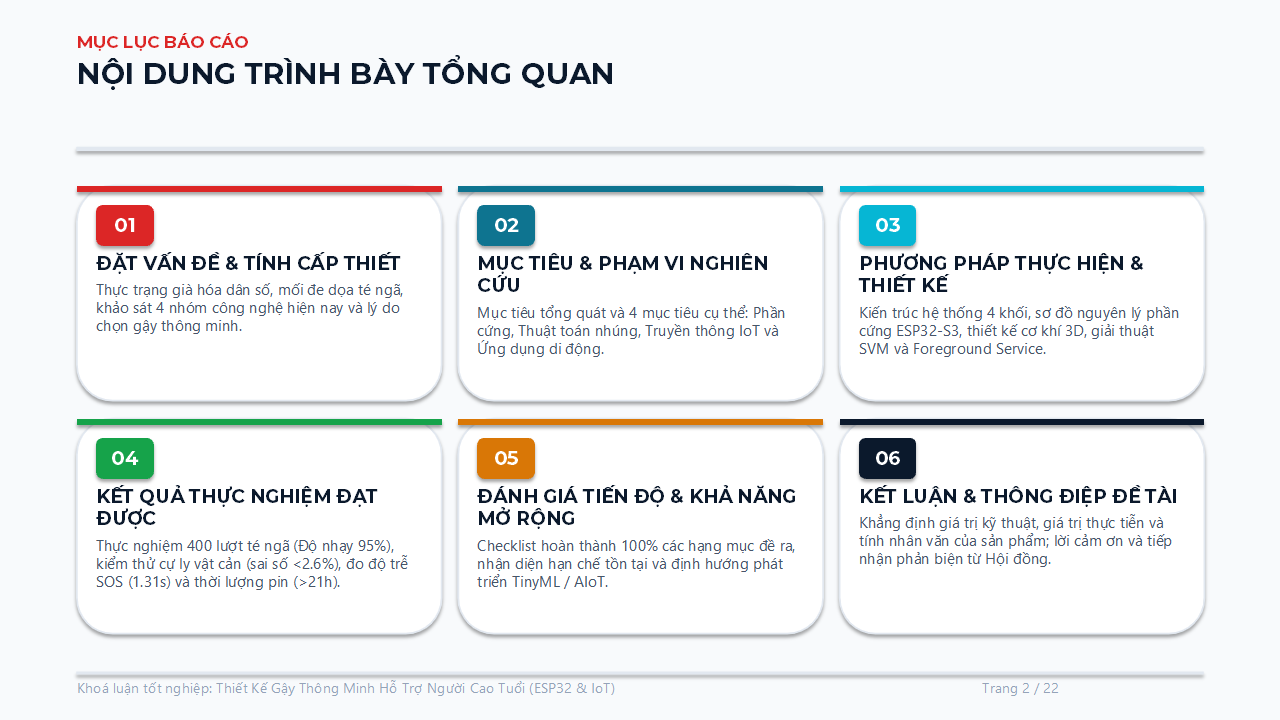 MỤC LỤC BÁO CÁO
NỘI DUNG TRÌNH BÀY TỔNG QUAN
01
ĐẶT VẤN ĐỀ & TÍNH CẤP THIẾT
Thực trạng già hóa dân số, mối đe dọa té ngã,
khảo sát 4 nhóm công nghệ hiện nay và lý do
chọn gậy thông minh.
02
MỤC TIÊU & PHẠM VI NGHIÊN
CỨU
Mục tiêu tổng quát và 4 mục tiêu cụ thể: Phần
cứng, Thuật toán nhúng, Truyền thông IoT và
Ứng dụng di động.
03
PHƯƠNG PHÁP THỰC HIỆN &
THIẾT KẾ
Kiến trúc hệ thống 4 khối, sơ đồ nguyên lý phần
cứng ESP32-S3, thiết kế cơ khí 3D, giải thuật
SVM và Foreground Service.
04
KẾT QUẢ THỰC NGHIỆM ĐẠT
ĐƯỢC
Thực nghiệm 400 lượt té ngã (Độ nhạy 95%),
kiểm thử cự ly vật cản (sai số <2.6%), đo độ trễ
SOS (1.31s) và thời lượng pin (>21h).
05
ĐÁNH GIÁ TIẾN ĐỘ & KHẢ NĂNG
MỞ RỘNG
Checklist hoàn thành 100% các hạng mục đề ra,
nhận diện hạn chế tồn tại và định hướng phát
triển TinyML / AIoT.
06
KẾT LUẬN & THÔNG ĐIỆP ĐỀ TÀI
Khẳng định giá trị kỹ thuật, giá trị thực tiễn và
tính nhân văn của sản phẩm; lời cảm ơn và tiếp
nhận phản biện từ Hội đồng.
Khoá luận tốt nghiệp: Thiết Kế Gậy Thông Minh Hỗ Trợ Người Cao Tuổi (ESP32 & IoT)
Trang 2 / 22